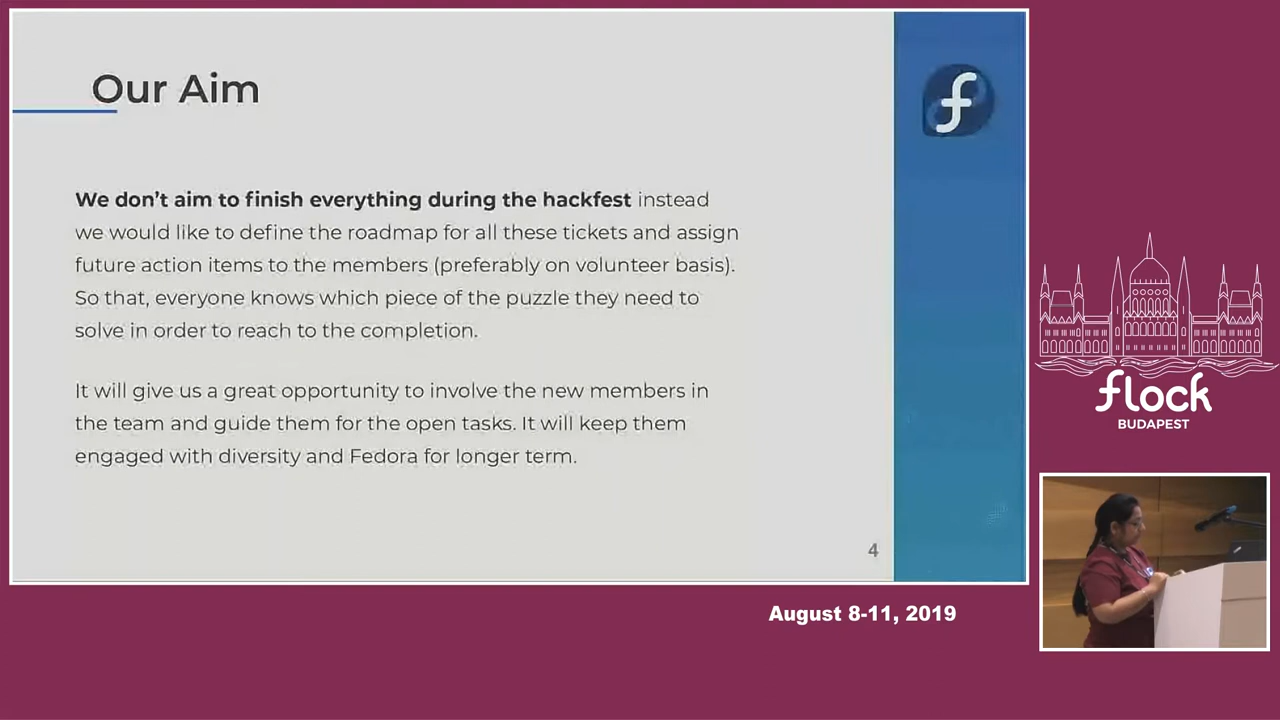 Our Aim
We don't aim to finish everything during the hackfest instead
we would like to define the roadmap for all these tickets and assign
future action items to the members (preferably on volunteer basis).
So that, everyone knows which piece of the puzzle they need to
solve in order to reach to the completion.
It will give us a great opportunity to involve the new members in
the team and guide them for the open tasks. It will keep them
engaged with diversity and Fedora for longer term.
4
flock
BUDAPEST
August 8-11, 2019